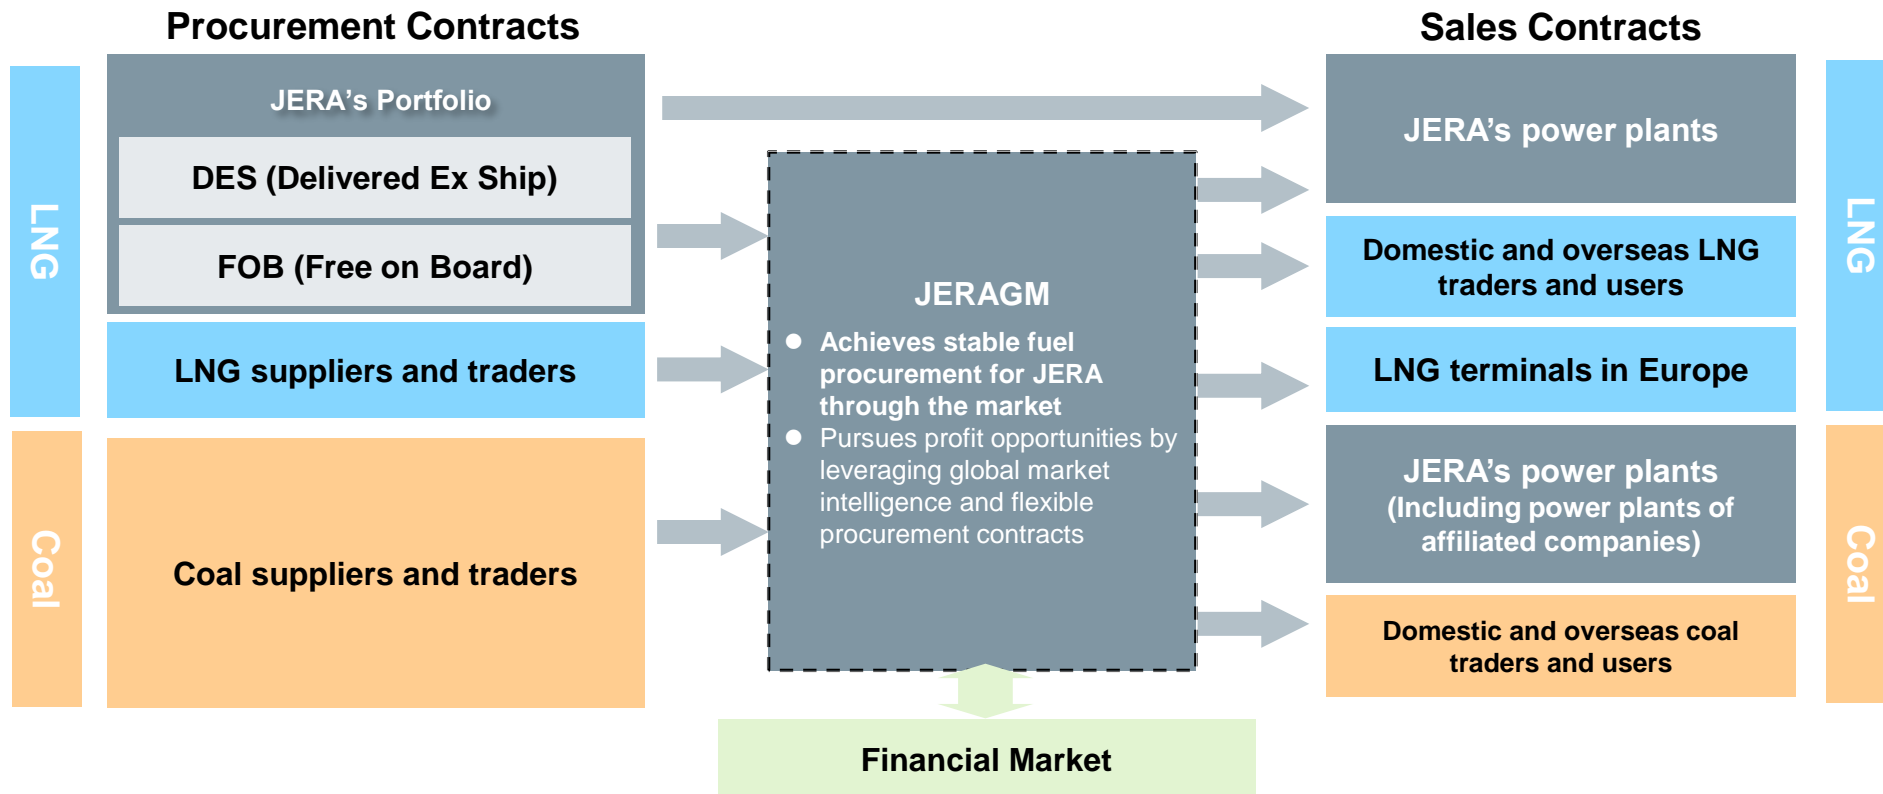 Procurement Contracts
Sales Contracts
LNG
Coal
JERA’s Portfolio
DES (Delivered Ex Ship)
FOB (Free on Board)
LNG suppliers and traders
Coal suppliers and traders
JERAGM
● Achieves stable fuel
procurement for JERA
through the market
● Pursues profit opportunities by
leveraging global market
intelligence and flexible
procurement contracts
Financial Market
JERA’s power plants
Domestic and overseas LNG
traders and users
LNG terminals in Europe
JERA’s power plants
(Including power plants of
affiliated companies)
Domestic and overseas coal
traders and users
LNG
Coal